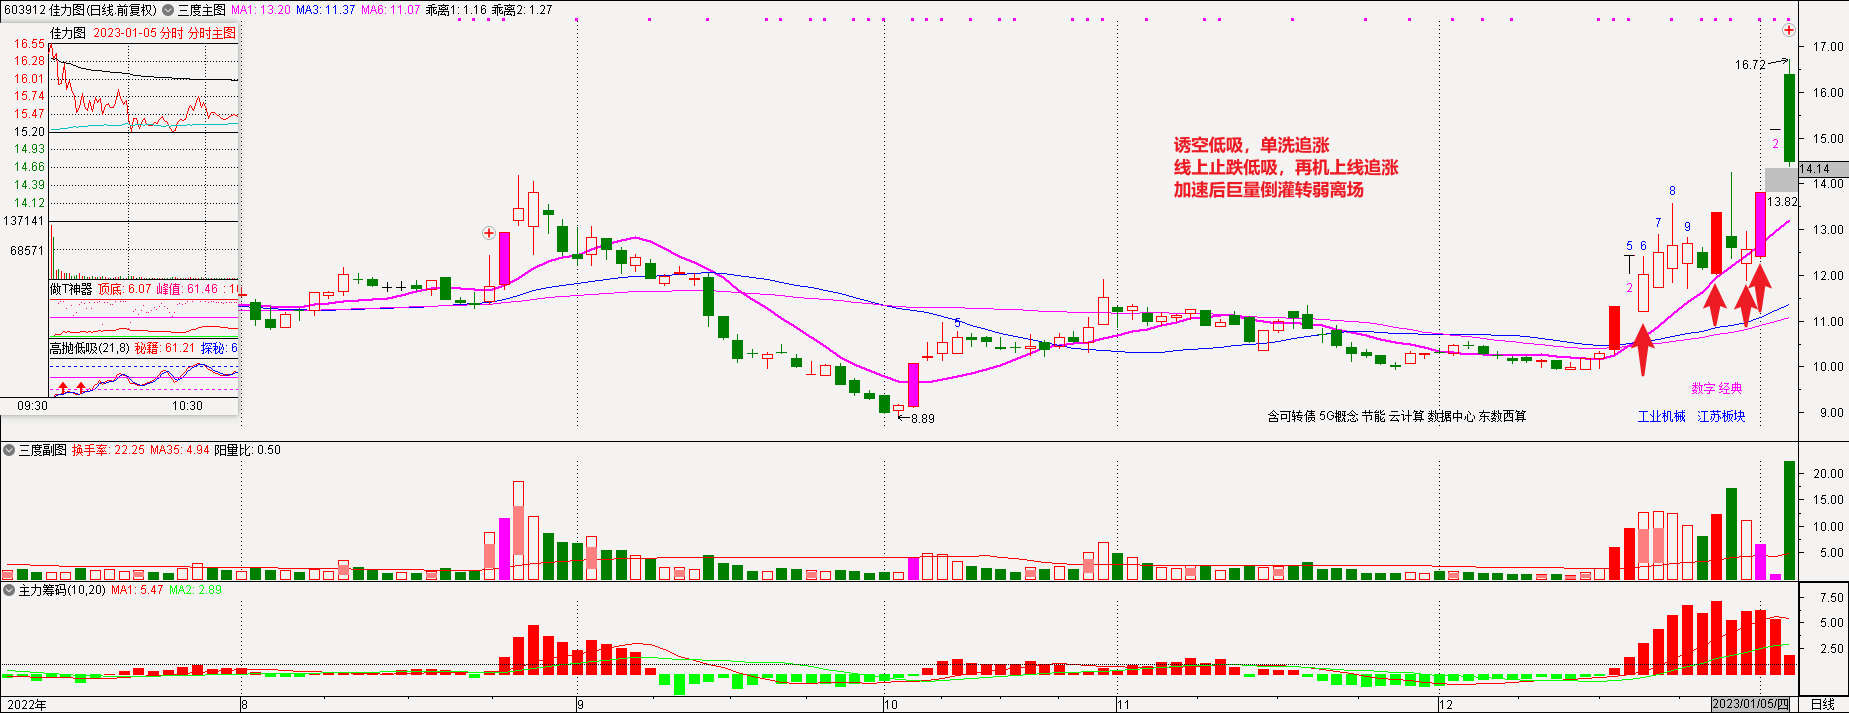 603912 佳力图(日线.前复权) 三度主图 MA1: 13.20 MA3: 11.37 MA6: 11.07 乖离1: 1.16 乖离2: 1.27
佳力图 2023-01-05 分时 分时主图
16.55
16.28
16.01
15.74
15.47
15.20
14.93
14.66
14.39
14.12
137141
68571
做T神器 顶底: 6.07 峰值: 61.46
高抛低吸(21,8) 秘籍: 61.21 探秘: 6
09:30 10:30
诱空低吸，单洗追涨
线上止跌低吸，再机上线追涨
加速后巨量倒灌转弱离场
16.72
2
13.82
5 6 7 8 9
2
5
8.89
数字 经典
含可转债 5G概念 节能 云计算 数据中心 东数西算
工业机械 江苏板块
17.00
16.00
15.00
14.14
14.00
13.00
12.00
11.00
10.00
9.00
三度副图 换手率: 22.25 MA35: 4.94 阳量比: 0.50
20.00
15.00
10.00
5.00
主力筹码(10,20) MA1: 5.47 MA2: 2.89
7.50
5.00
2.50
2022年 8 9 10 11 12 2023/01/05/四 日线